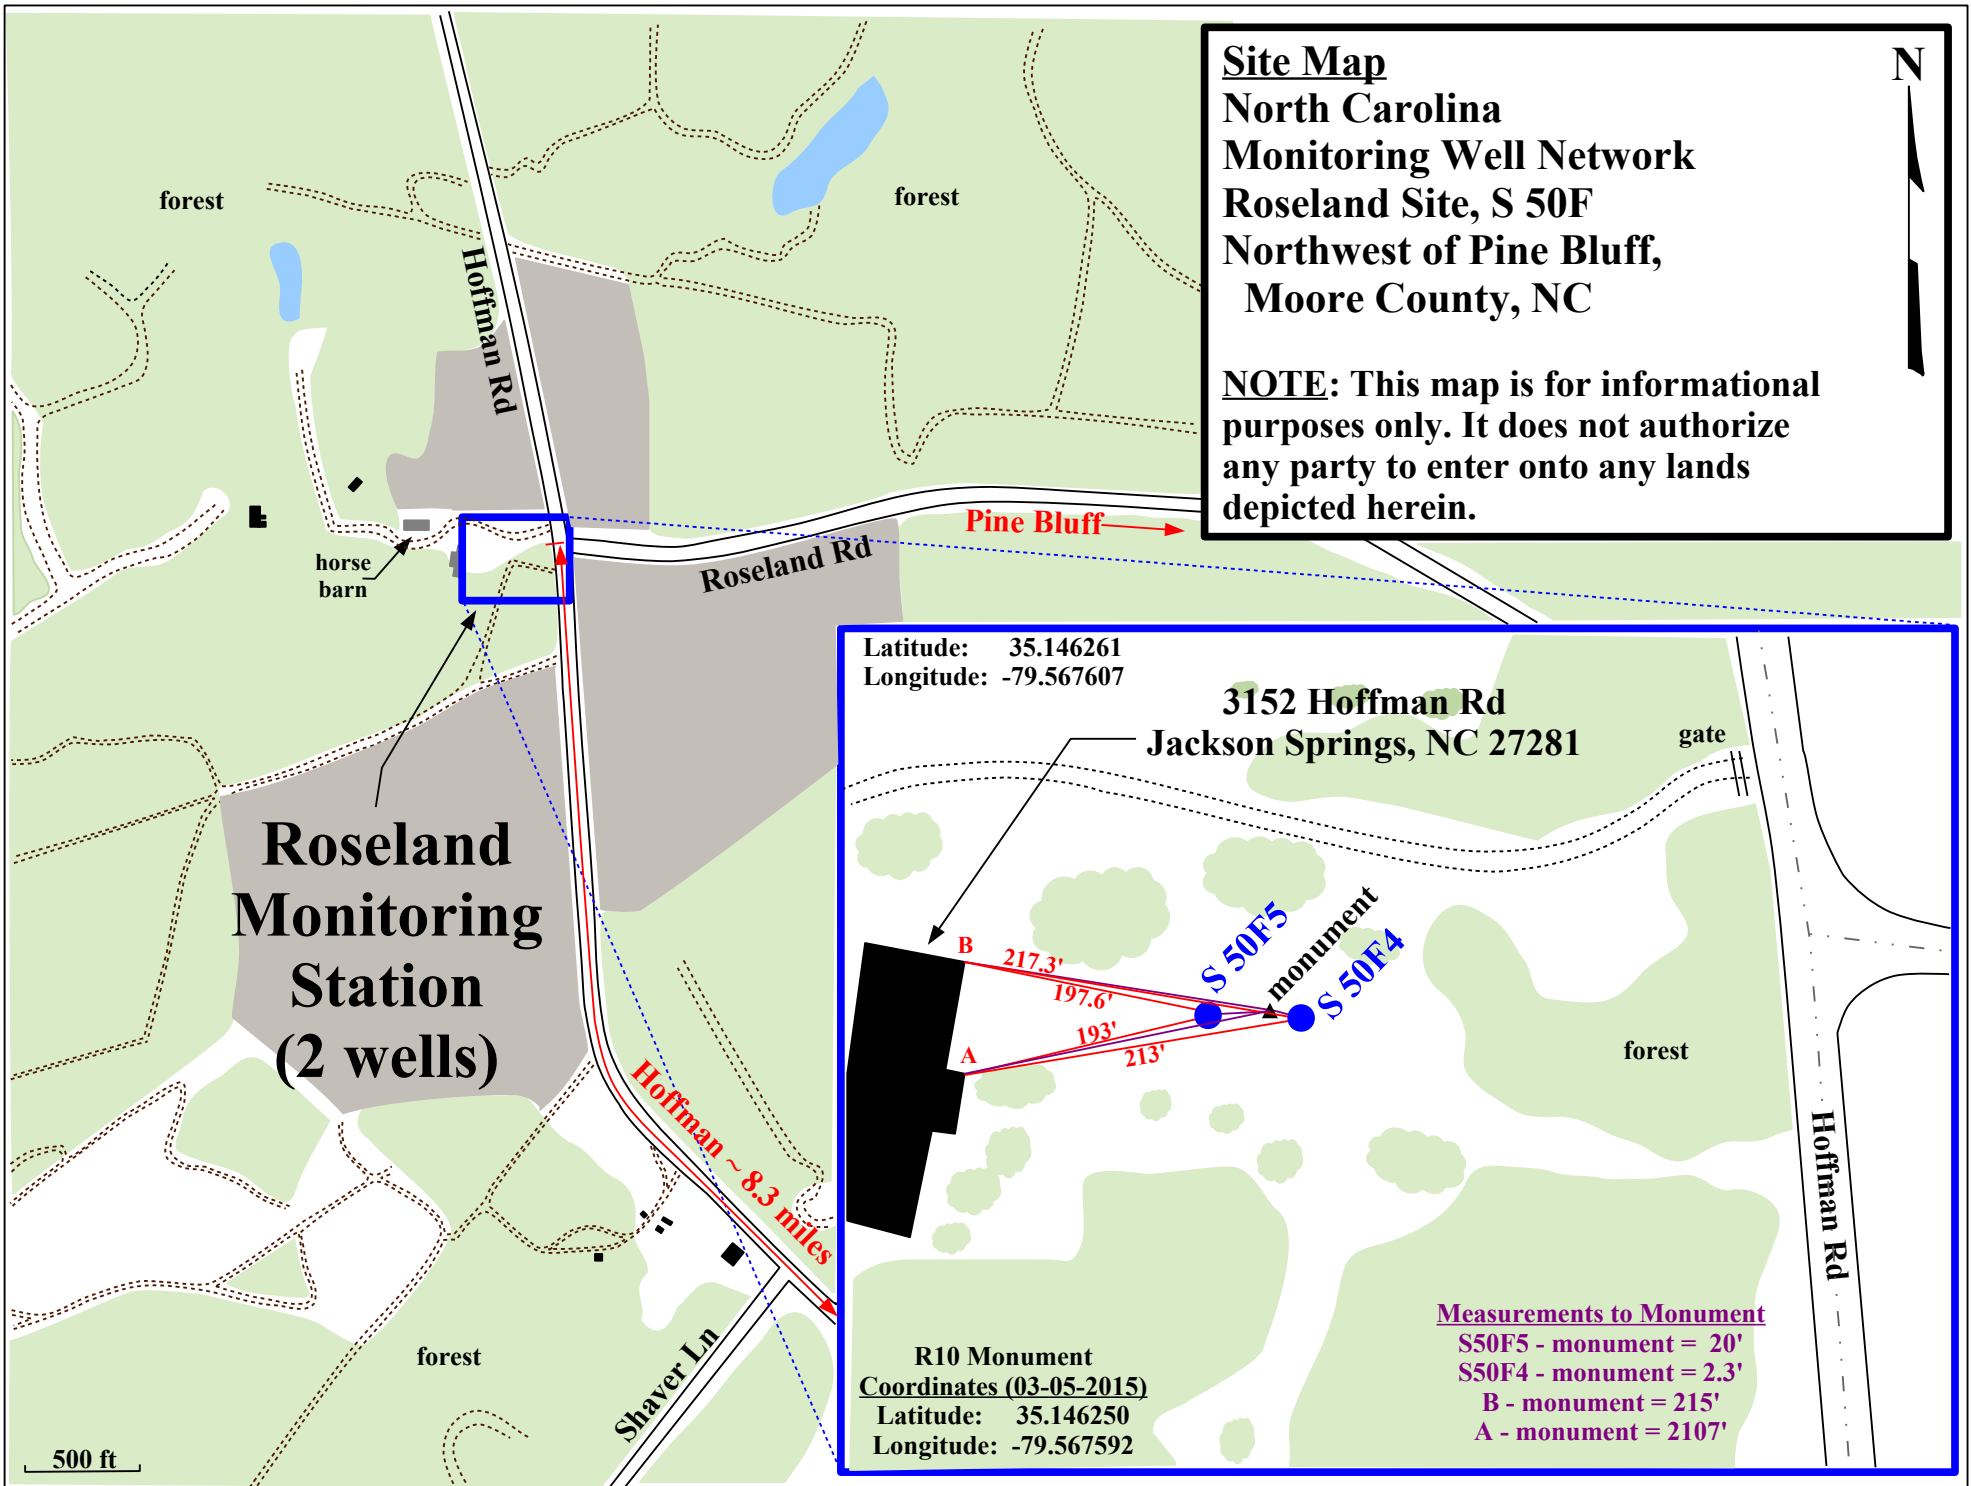 Site Map
North Carolina
Monitoring Well Network
Roseland Site, S 50F
Northwest of Pine Bluff,
Moore County, NC
NOTE: This map is for informational
purposes only. It does not authorize
any party to enter onto any lands
depicted herein.
N
forest
forest
Hoffman Rd
horse
barn
Roseland Rd
Pine Bluff
Roseland
Monitoring
Station
(2 wells)
Hoffman ~ 8.3 miles
Shaver Ln
forest
500 ft
Latitude: 35.146261
Longitude: -79.567607
3152 Hoffman Rd
Jackson Springs, NC 27281
gate
B
217.3'
197.6'
193'
213'
A
S 50F5
monument
S 50F4
forest
Hoffman Rd
R10 Monument
Coordinates (03-05-2015)
Latitude: 35.146250
Longitude: -79.567592
Measurements to Monument
S50F5 - monument = 20'
S50F4 - monument = 2.3'
B - monument = 215'
A - monument = 2107'